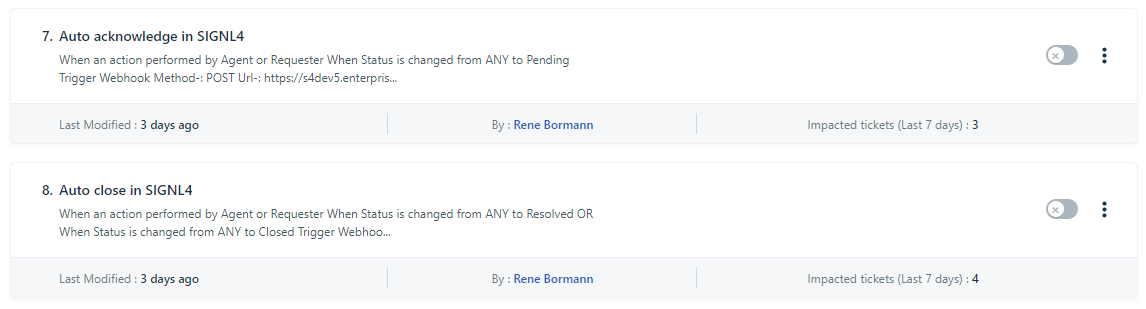 7. Auto acknowledge in SIGNL4
When an action performed by Agent or Requester When Status is changed from ANY to Pending
Trigger Webhook Method-: POST Url-: https://s4dev5.enterpris...
Last Modified : 3 days ago By : Rene Bormann Impacted tickets (Last 7 days) : 3
8. Auto close in SIGNL4
When an action performed by Agent or Requester When Status is changed from ANY to Resolved OR
When Status is changed from ANY to Closed Trigger Webhoo...
Last Modified : 3 days ago By : Rene Bormann Impacted tickets (Last 7 days) : 4